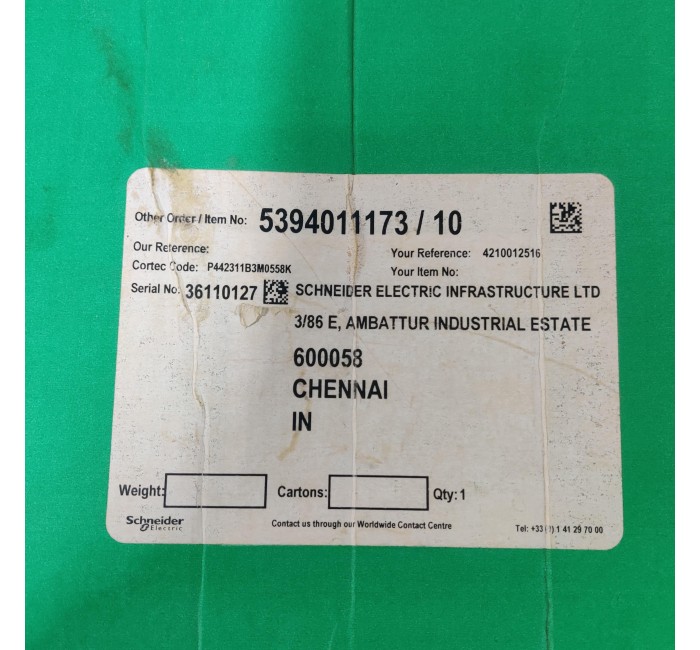 Other Order / Item No: 5394011173 / 10
Our Reference:
Your Reference: 4210012516
Cortec Code: P442311B3M0558K
Your Item No:
Serial No: 36110127
SCHNEIDER ELECTRIC INFRASTRUCTURE LTD
3/86 E, AMBATTUR INDUSTRIAL ESTATE
600058
CHENNAI
IN
Weight:
Cartons:
Qty: 1
Schneider
Electric
Contact us through our Worldwide Contact Centre
Tel: +33 (0) 1 41 29 70 00